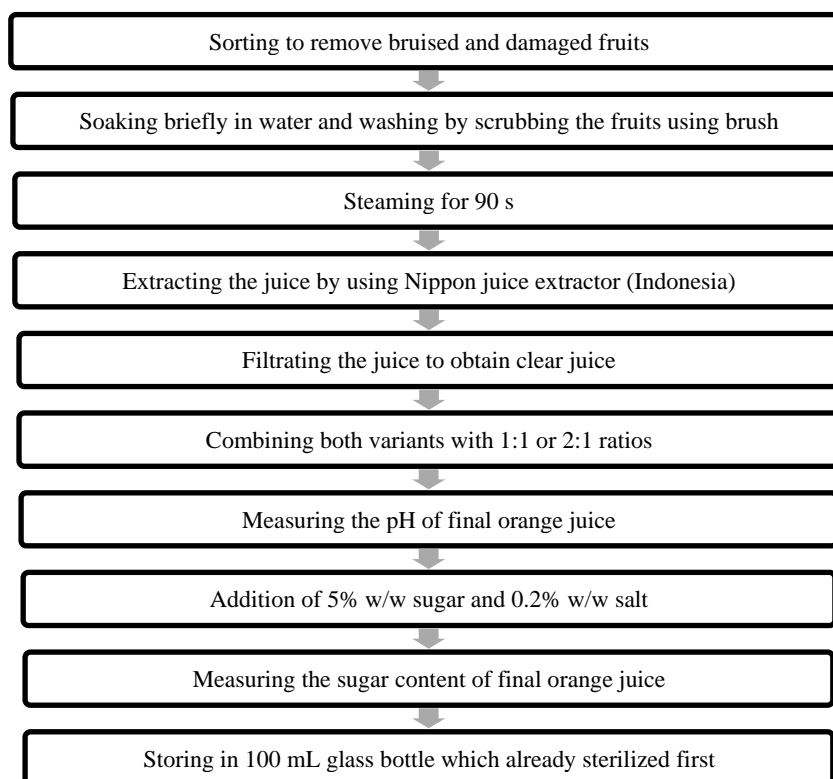 Sorting to remove bruised and damaged fruits
Soaking briefly in water and washing by scrubbing the fruits using brush
Steaming for 90 s
Extracting the juice by using Nippon juice extractor (Indonesia)
Filtrating the juice to obtain clear juice
Combining both variants with 1:1 or 2:1 ratios
Measuring the pH of final orange juice
Addition of 5% w/w sugar and 0.2% w/w salt
Measuring the sugar content of final orange juice
Storing in 100 mL glass bottle which already sterilized first